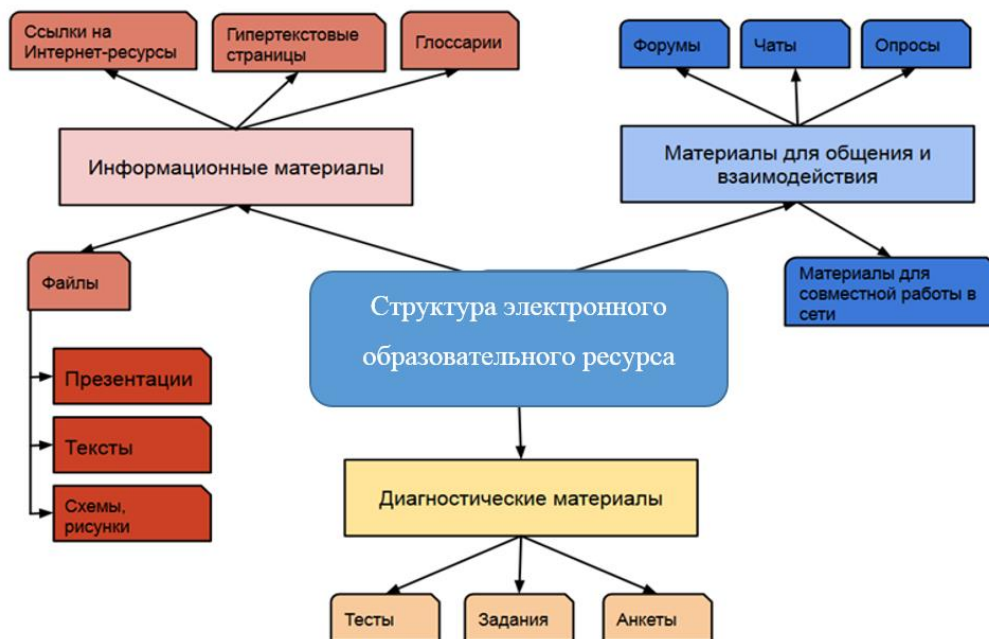 Ссылки на
Интернет-ресурсы
Гипертекстовые
страницы
Глоссарии
Форумы
Чаты
Опросы
Информационные материалы
Материалы для общения и
взаимодействия
Файлы
Материалы для
совместной работы в
сети
Структура электронного
образовательного ресурса
Презентации
Тексты
Схемы,
рисунки
Диагностические материалы
Тесты
Задания
Анкеты